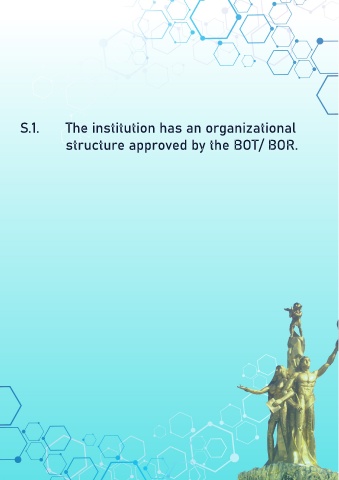 S.1. The institution has an organizational
structure approved by the BOT/ BOR.